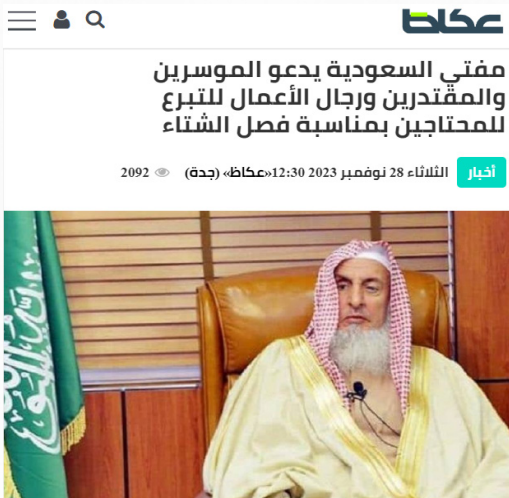 عكاظ
مفتي السعودية يدعو الموسرين
والمقتدرين ورجال الأعمال للتبرع
للمحتاجين بمناسبة فصل الشتاء
أخبار الثلاثاء 28 نوفمبر 2023 12:30 «عكاظ» (جدة) 2092